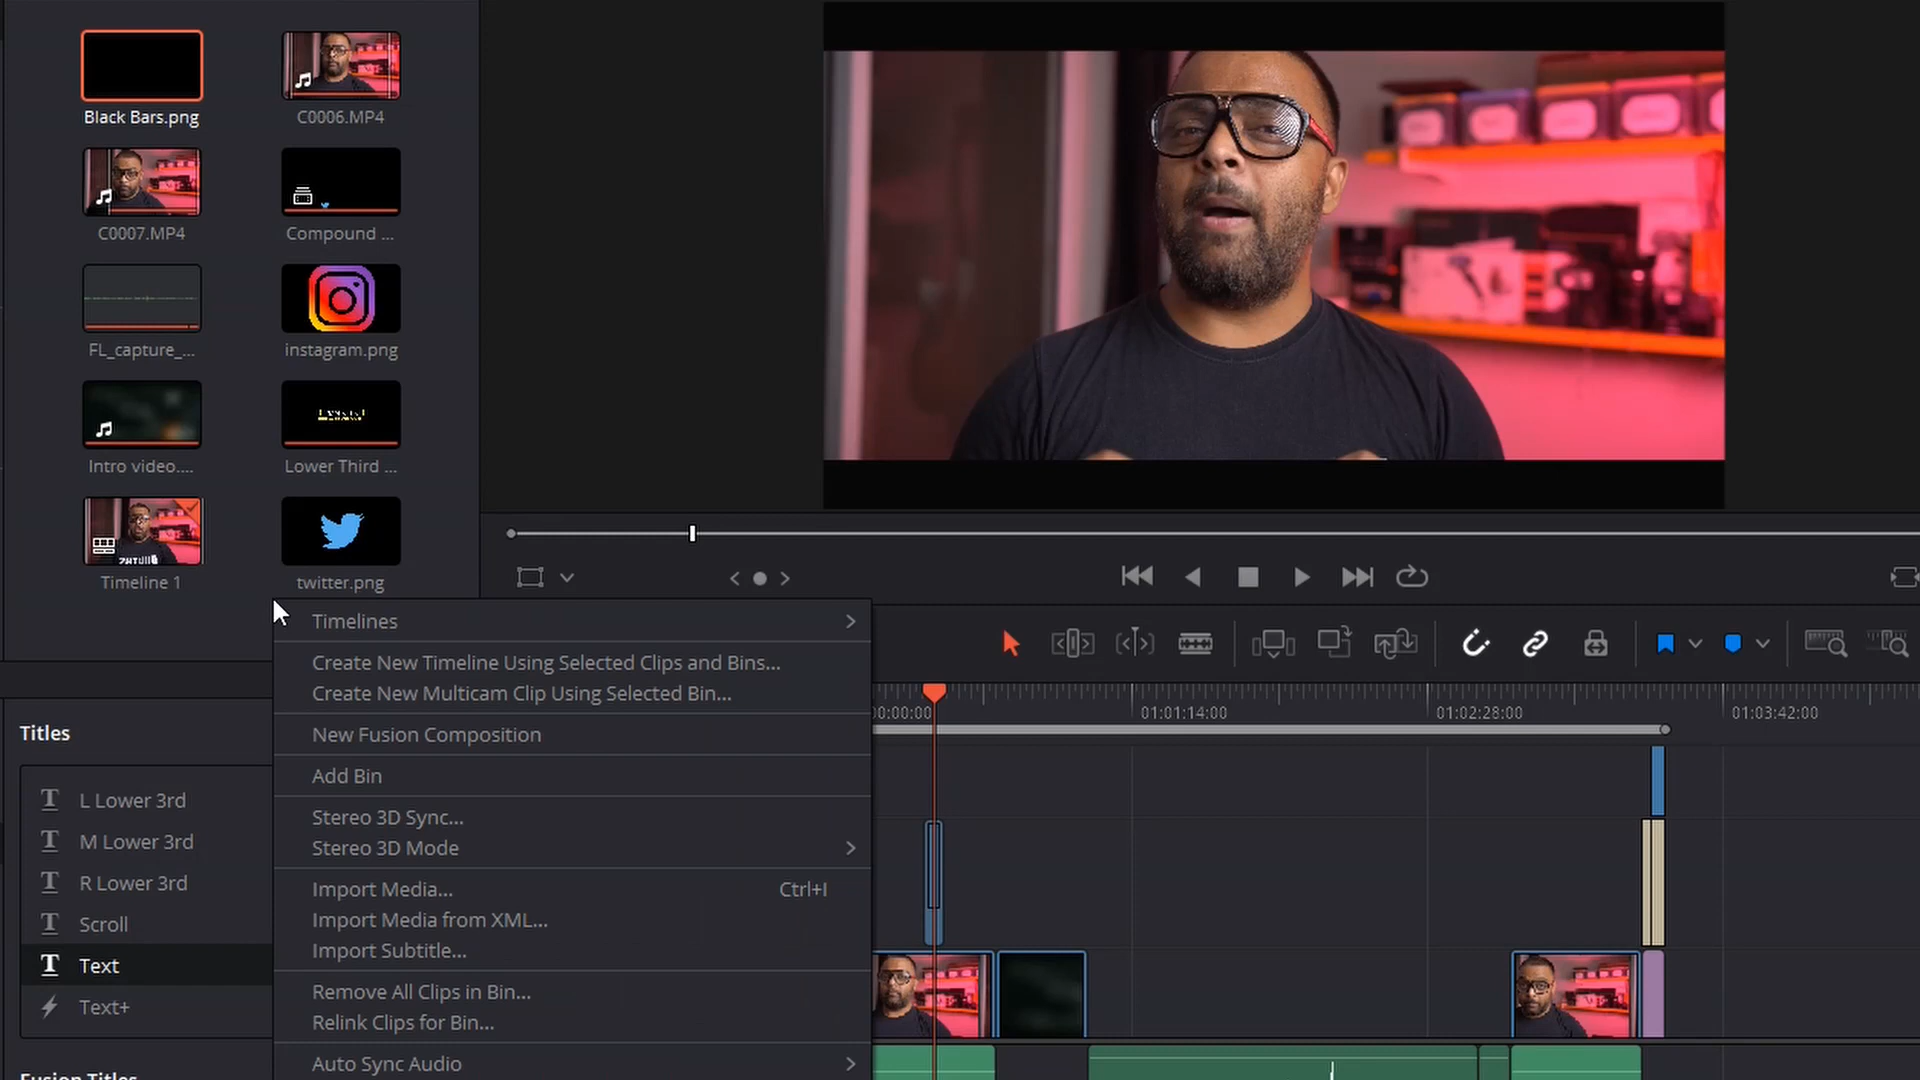 Black Bars.png
C0006.MP4
C0007.MP4
Compound ...
FL_capture_...
instagram.png
Intro video....
Lower Third ...
Timeline 1
twitter.png
Timelines
Create New Timeline Using Selected Clips and Bins...
Create New Multicam Clip Using Selected Bin...
New Fusion Composition
Add Bin
Stereo 3D Sync...
Stereo 3D Mode
Import Media... Ctrl+I
Import Media from XML...
Import Subtitle...
Remove All Clips in Bin...
Relink Clips for Bin...
Auto Sync Audio
Titles
L Lower 3rd
M Lower 3rd
R Lower 3rd
Scroll
Text
Text+
Fusion Titles
00:00:00
01:01:14:00
01:02:28:00
01:03:42:00